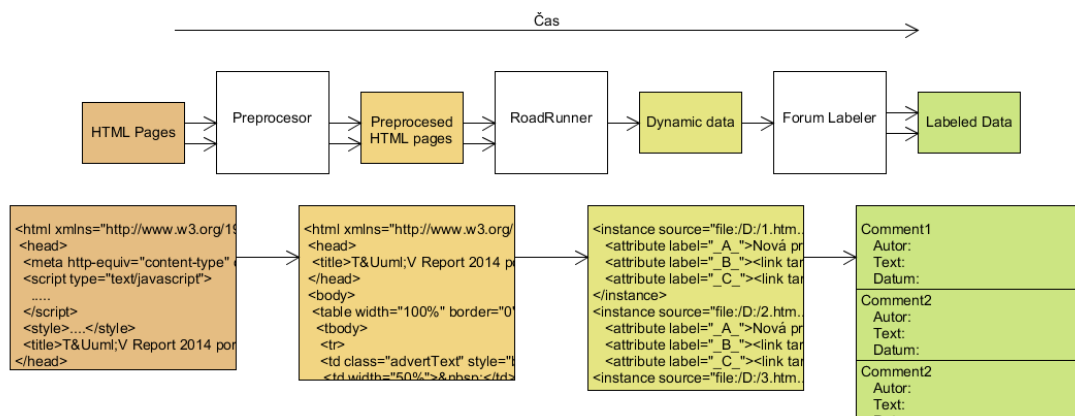 Čas
HTML Pages
Preprocesor
Preprocesed
HTML pages
RoadRunner
Dynamic data
Forum Labeler
Labeled Data
<html xmlns="http://www.w3.org/19
<head>
<meta http-equiv="content-type"
<script type="text/javascript">
.....
</script>
<style>....</style>
<title>T&Uuml;V Report 2014 por
</head>
<html xmlns="http://www.w3.org/
<head>
<title>T&Uuml;V Report 2014 po
</head>
<body>
<table width="100%" border="0"
<tbody>
<tr>
<td class="advertText" style="b
<td width="50%">&nbsp;</td>
<instance source="file:/D:/1.htm..
<attribute label="_A_">Nová pr
<attribute label="_B_"><link tar
<attribute label="_C_"><link tar
</instance>
<instance source="file:/D:/2.htm..
<attribute label="_A_">Nová pr
<attribute label="_B_"><link tar
<attribute label="_C_"><link tar
<instance source="file:/D:/3.htm..
Comment1
Autor:
Text:
Datum:
Comment2
Autor:
Text:
Datum:
Comment2
Autor:
Text: